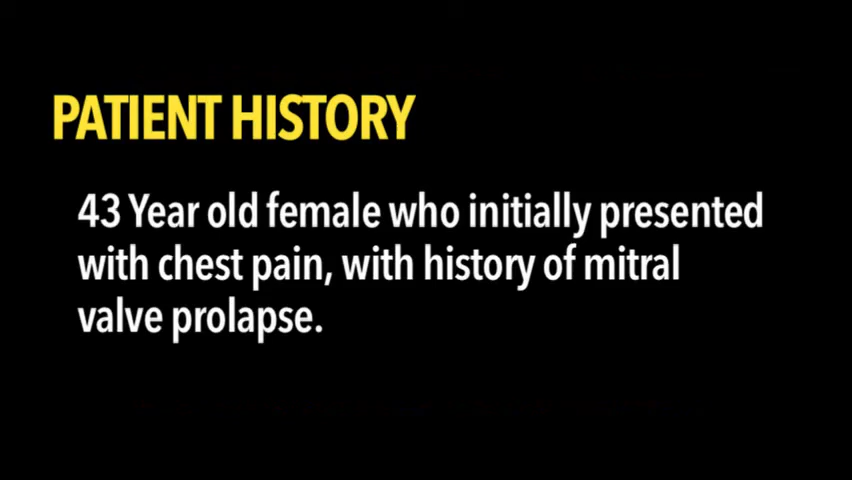 PATIENT HISTORY
43 Year old female who initially presented
with chest pain, with history of mitral
valve prolapse.